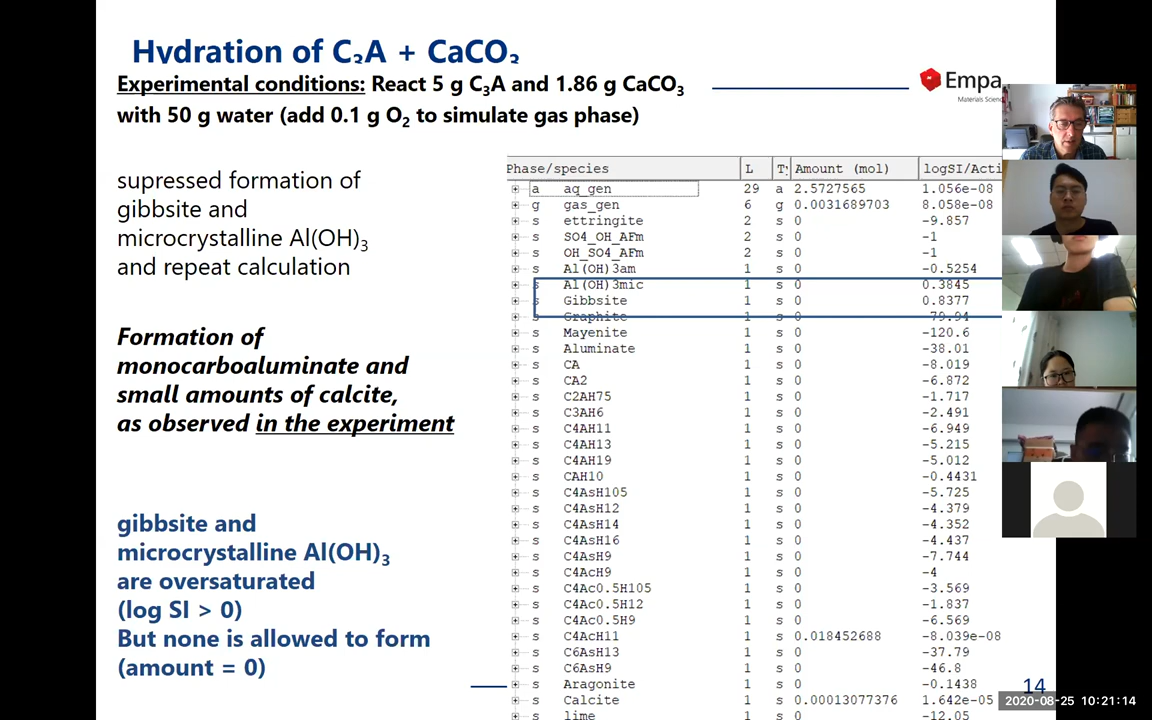 Hydration of C₃A + CaCO₃
Experimental conditions: React 5 g C₃A and 1.86 g CaCO₃
with 50 g water (add 0.1 g O₂ to simulate gas phase)
Empa
Materials Scienc
supressed formation of
gibbsite and
microcrystalline Al(OH)₃
and repeat calculation
Formation of
monocarboaluminate and
small amounts of calcite,
as observed in the experiment
gibbsite and
microcrystalline Al(OH)₃
are oversaturated
(log SI > 0)
But none is allowed to form
(amount = 0)
Phase/species L Ty Amount (mol) logSI/Acti
a aq_gen 29 a 2.5727565 1.056e-08
g gas_gen 6 g 0.0031689703 8.058e-08
s ettringite 2 s 0 -9.857
s SO4_OH_AFm 2 s 0 -1
s OH_SO4_AFm 2 s 0 -1
s Al(OH)3am 1 s 0 -0.5254
s Al(OH)3mic 1 s 0 0.3845
s Gibbsite 1 s 0 0.8377
s Graphite 1 s 0 -79.94
s Mayenite 1 s 0 -120.6
s Aluminate 1 s 0 -38.01
s CA 1 s 0 -8.019
s CA2 1 s 0 -6.872
s C2AH75 1 s 0 -1.717
s C3AH6 1 s 0 -2.491
s C4AH11 1 s 0 -6.949
s C4AH13 1 s 0 -5.215
s C4AH19 1 s 0 -5.012
s CAH10 1 s 0 -0.4431
s C4AsH105 1 s 0 -5.725
s C4AsH12 1 s 0 -4.379
s C4AsH14 1 s 0 -4.352
s C4AsH16 1 s 0 -4.437
s C4AsH9 1 s 0 -7.744
s C4AcH9 1 s 0 -4
s C4Ac0.5H105 1 s 0 -3.569
s C4Ac0.5H12 1 s 0 -1.837
s C4Ac0.5H9 1 s 0 -6.569
s C4AcH11 1 s 0.018452688 -8.039e-08
s C6AsH13 1 s 0 -37.79
s C6AsH9 1 s 0 -46.8
s Aragonite 1 s 0 -0.1438
s Calcite 1 s 0.00013077376 1.642e-05
s lime 1 s 0 -12.05
14
2020-08-25 10:21:14